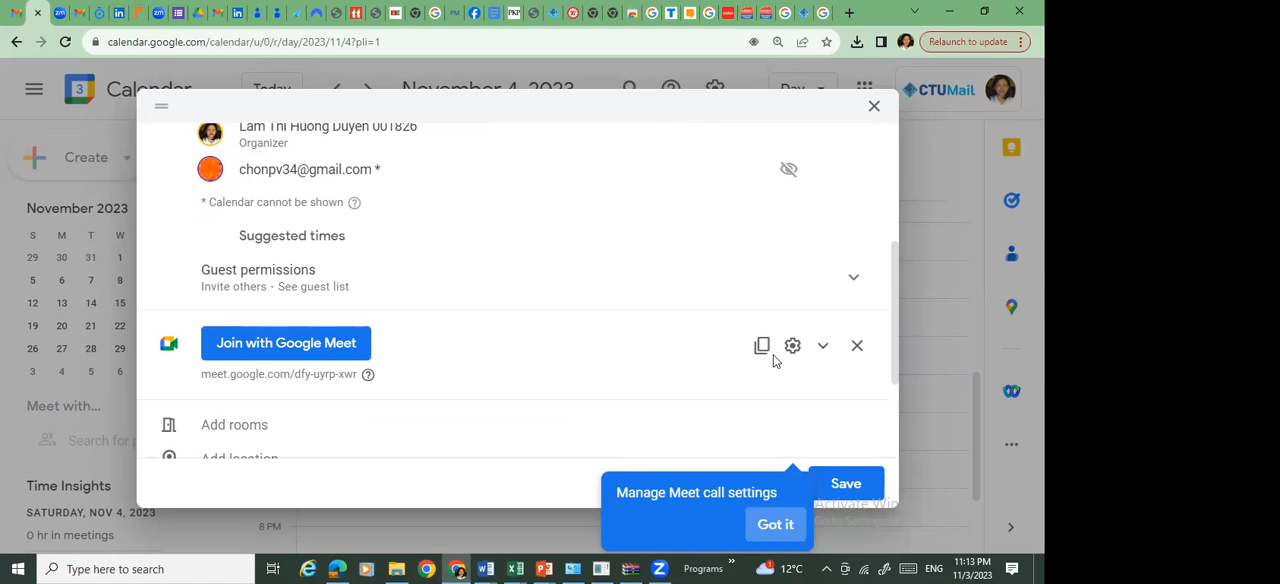 calendar.google.com/calendar/u/0/r/day/2023/11/4?pli=1
Relaunch to update
Calendar
Today
November 4, 2023
Day
CTUMail
Create
Lam Thi Huong Duyen 001826
Organizer
chonpv34@gmail.com *
* Calendar cannot be shown
Suggested times
Guest permissions
Invite others · See guest list
Join with Google Meet
meet.google.com/dfy-uyrp-xwr
Add rooms
Add location
Manage Meet call settings
Got it
Save
November 2023
S M T W
29 30 31 1
5 6 7 8
12 13 14 15
19 20 21 22
26 27 28 29
3 4 5 6
Meet with...
Search for
Time Insights
SATURDAY, NOV 4, 2023
0 hr in meetings
8 PM
Activate Win
Type here to search
Programs
12°C
ENG
11:13 PM
11/3/2023